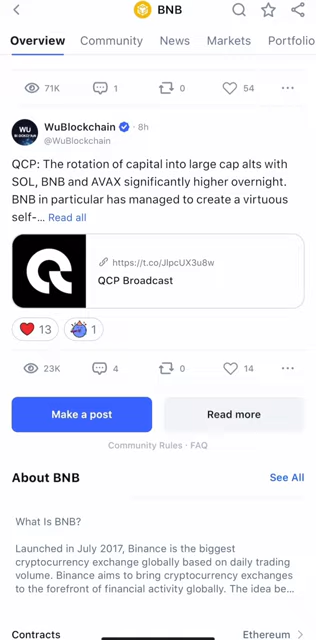 BNB
Overview Community News Markets Portfolio
71K 1 0 54 ...
WU
BLOCKCHAIN
WuBlockchain · 8h
@WuBlockchain
QCP: The rotation of capital into large cap alts with
SOL, BNB and AVAX significantly higher overnight.
BNB in particular has managed to create a virtuous
self-... Read all
https://t.co/JlpcUX3u8w
QCP Broadcast
13 1
23K 4 0 14 ...
Make a post Read more
Community Rules · FAQ
About BNB See All
What Is BNB?
Launched in July 2017, Binance is the biggest
cryptocurrency exchange globally based on daily trading
volume. Binance aims to bring cryptocurrency exchanges
to the forefront of financial activity globally. The idea be...
Contracts Ethereum